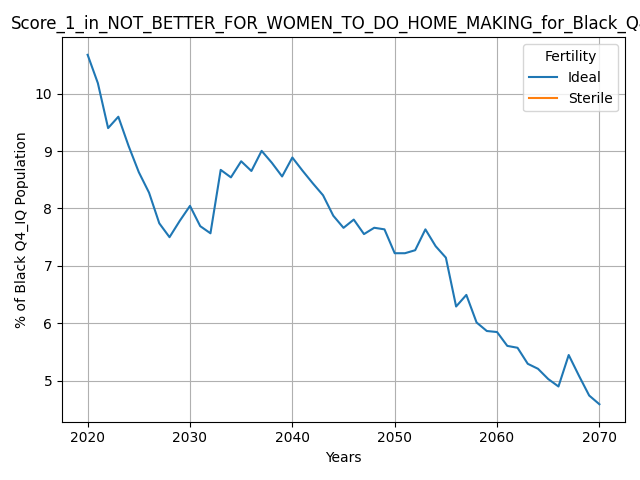 Score_1_in_NOT_BETTER_FOR_WOMEN_TO_DO_HOME_MAKING_for_Black_Q4
Fertility
Ideal
Sterile
% of Black Q4_IQ Population
10
9
8
7
6
5
2020 2030 2040 2050 2060 2070
Years